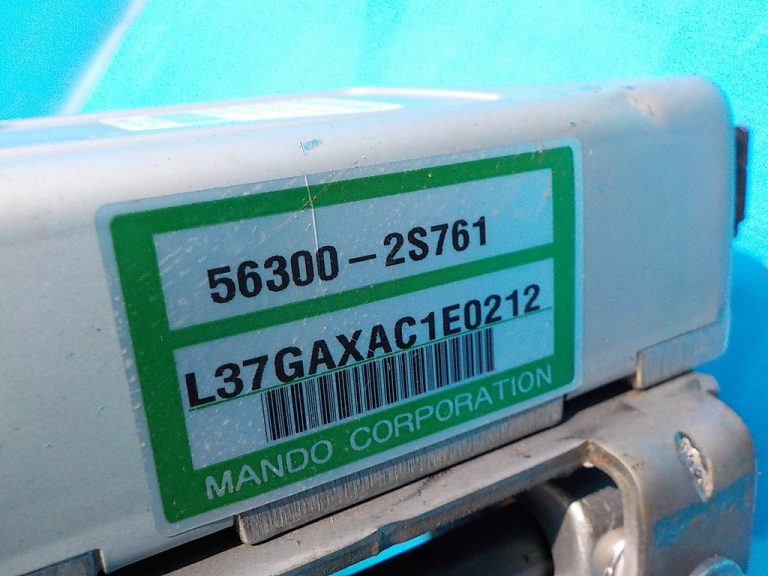 56300-2S761
L37GAXAC1E0212
MANDO CORPORATION